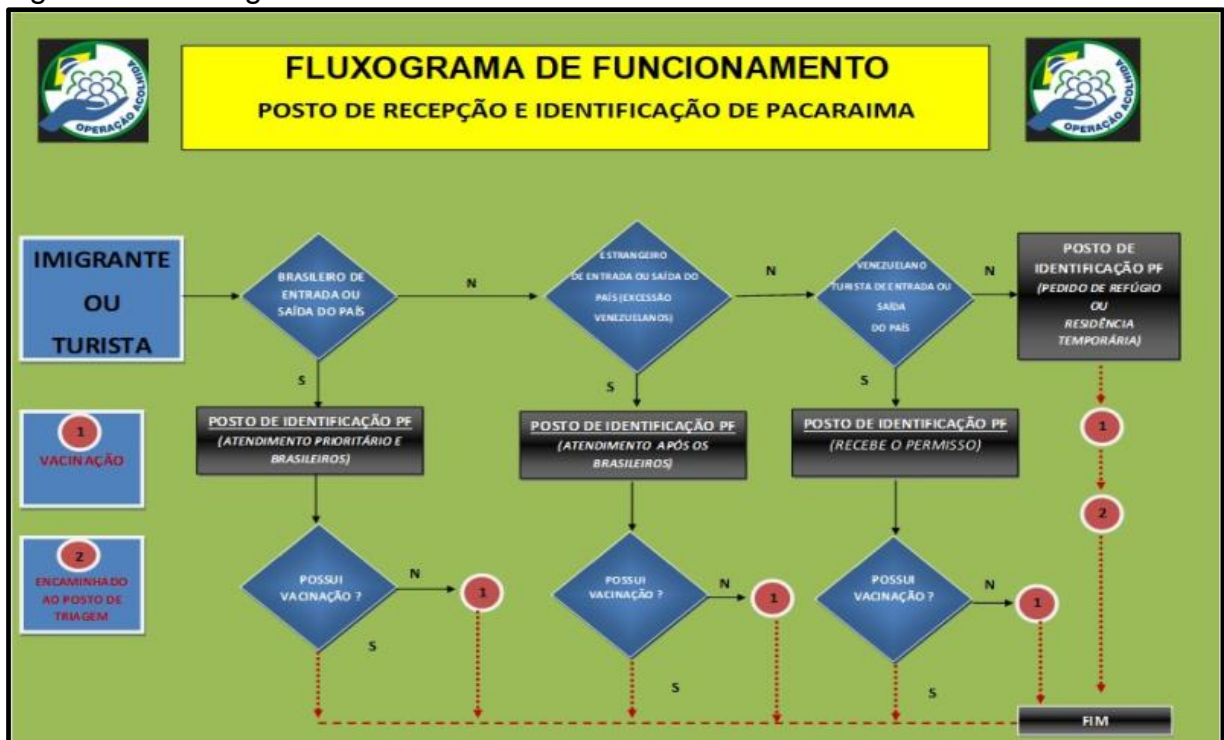 FLUXOGRAMA DE FUNCIONAMENTO
POSTO DE RECEPÇÃO E IDENTIFICAÇÃO DE PACARAIMA
OPERAÇÃO ACOLHIDA
OPERAÇÃO ACOLHIDA
IMIGRANTE
OU
TURISTA
BRASILEIRO DE
ENTRADA OU
SAÍDA DO PAÍS
N
ESTRANGEIRO
DE ENTRADA OU SAÍDA DO
PAÍS (EXCESSÃO
VENEZUELANOS)
N
VENEZUELANO
TURISTA DE ENTRADA OU
SAÍDA
DO PAÍS
N
POSTO DE
IDENTIFICAÇÃO PF
(PEDIDO DE REFÚGIO
OU
RESIDÊNCIA
TEMPORÁRIA)
S
S
S
1
VACINAÇÃO
POSTO DE IDENTIFICAÇÃO PF
(ATENDIMENTO PRIORITÁRIO E
BRASILEIROS)
POSTO DE IDENTIFICAÇÃO PF
(ATENDIMENTO APÓS OS
BRASILEIROS)
POSTO DE IDENTIFICAÇÃO PF
(RECEBE O PERMISSO)
1
2
2
ENCAMINHADO
AO POSTO DE
TRIAGEM
POSSUI
VACINAÇÃO ?
N
1
POSSUI
VACINAÇÃO ?
N
1
POSSUI
VACINAÇÃO ?
N
1
S
S
S
FIM